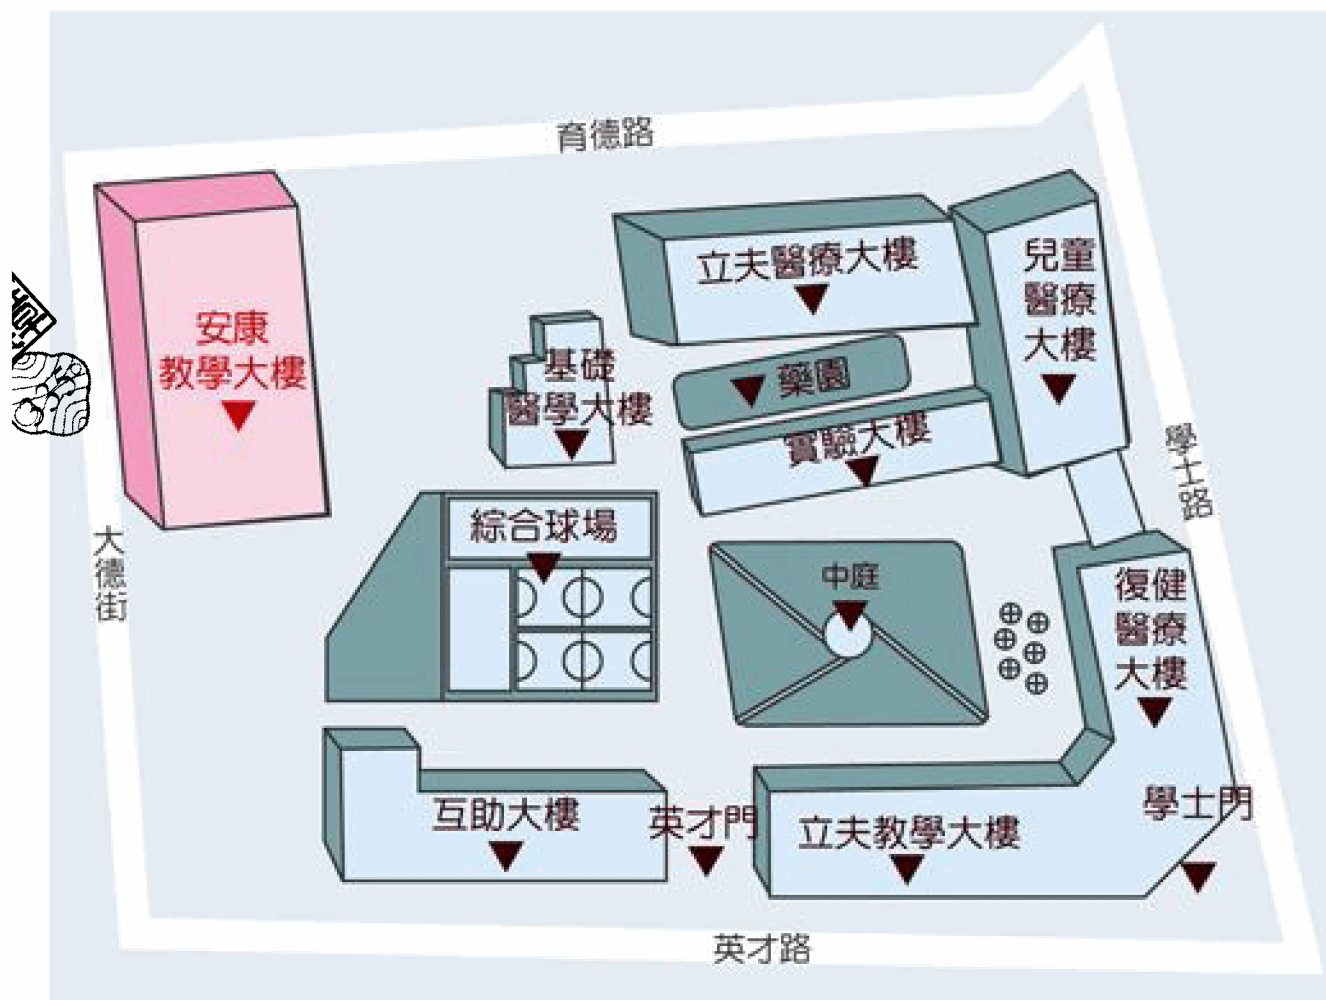 育德路
立夫醫療大樓
兒童
醫療
大樓
安康
教學大樓
基礎
醫學大樓
藥園
實驗大樓
學士路
綜合球場
大德街
中庭
復健
醫療
大樓
互助大樓
英才門
立夫教學大樓
學士門
英才路